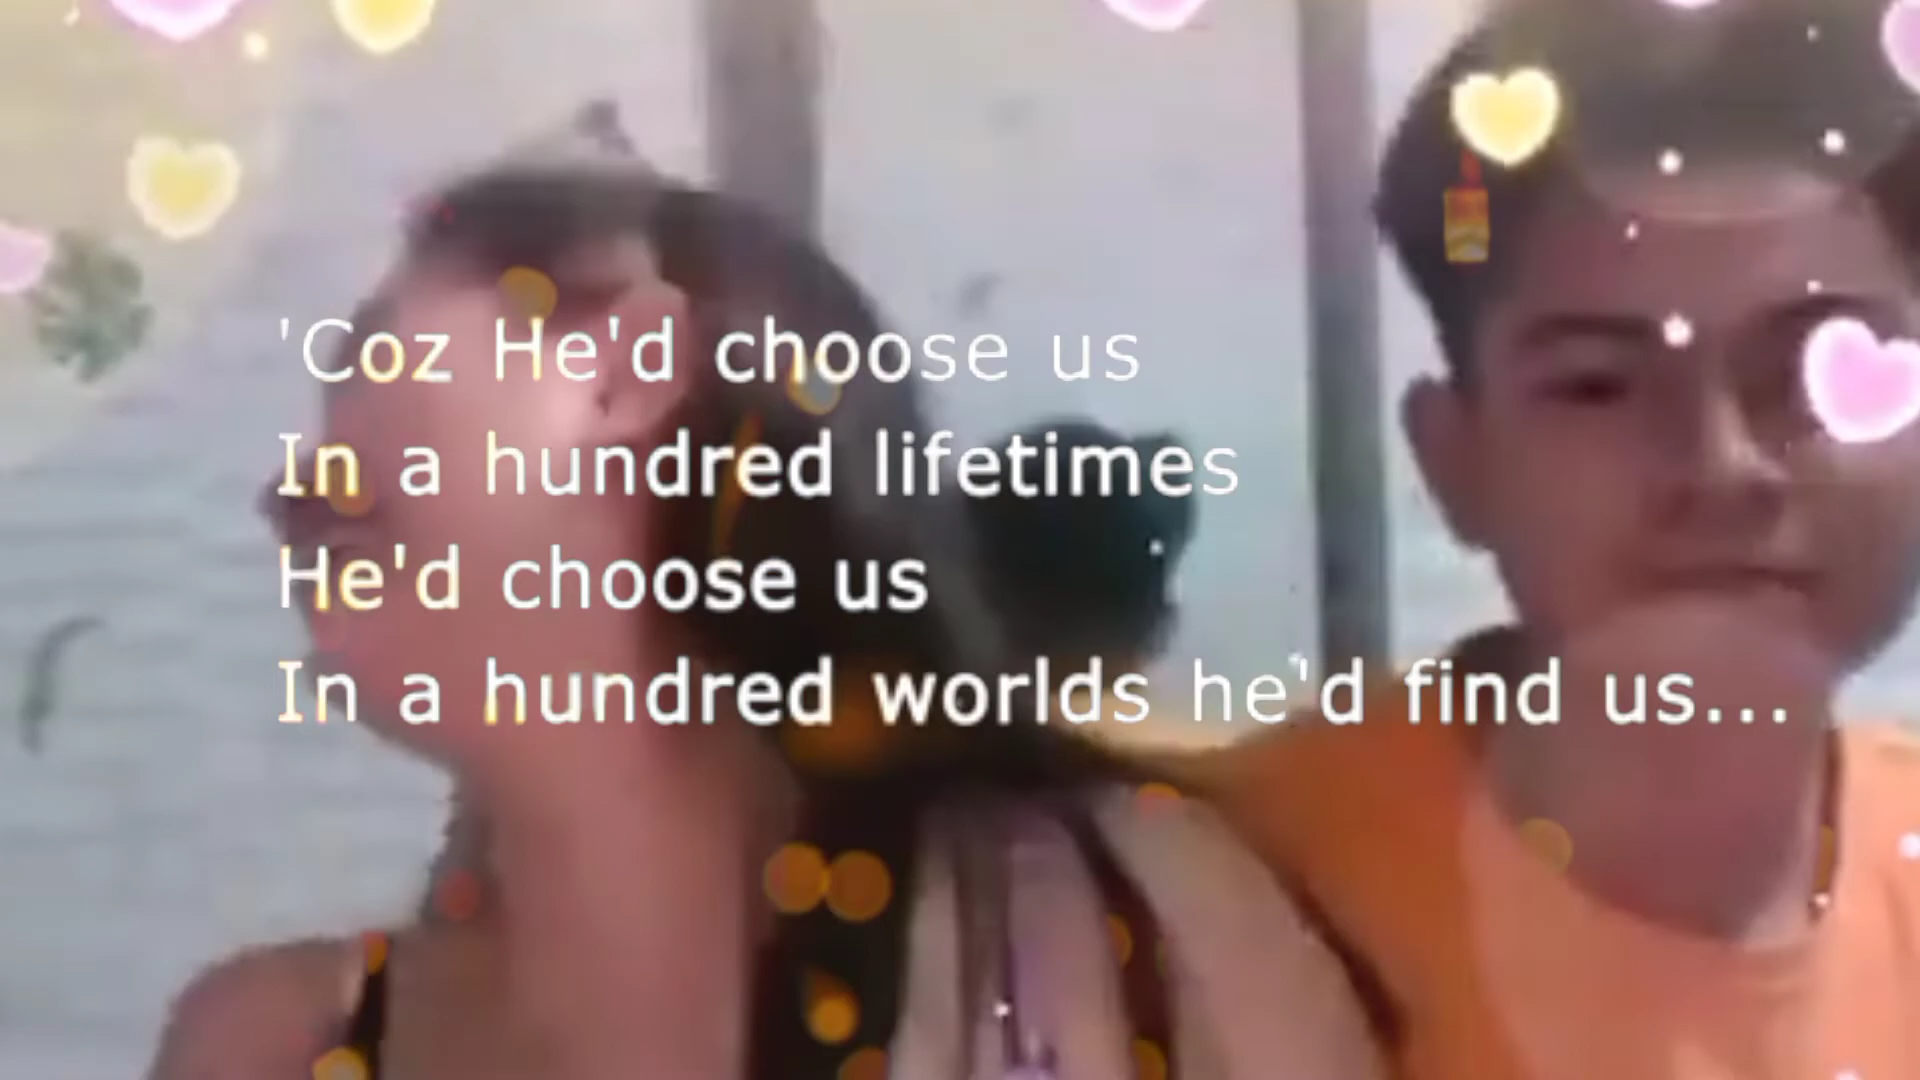 'Coz He'd choose us
In a hundred lifetimes
He'd choose us
In a hundred worlds he'd find us...